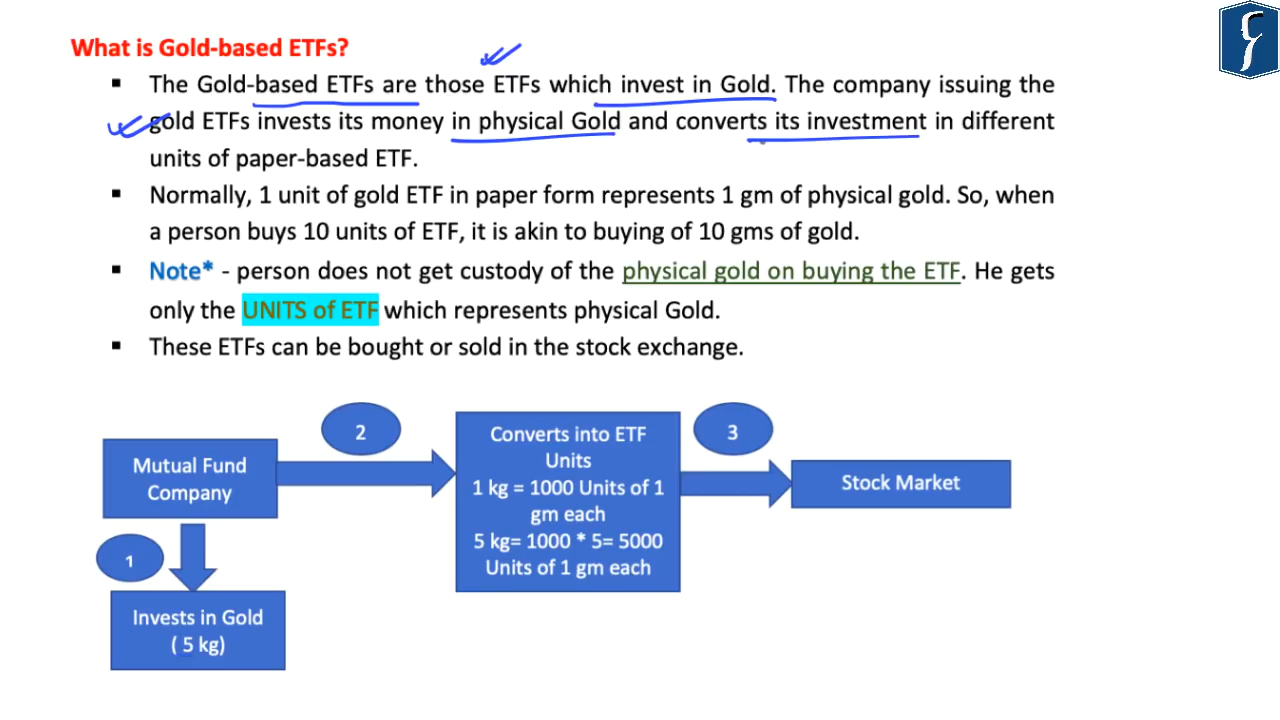 What is Gold-based ETFs?
▪ The Gold-based ETFs are those ETFs which invest in Gold. The company issuing the
gold ETFs invests its money in physical Gold and converts its investment in different
units of paper-based ETF.
▪ Normally, 1 unit of gold ETF in paper form represents 1 gm of physical gold. So, when
a person buys 10 units of ETF, it is akin to buying of 10 gms of gold.
▪ Note* - person does not get custody of the physical gold on buying the ETF. He gets
only the UNITS of ETF which represents physical Gold.
▪ These ETFs can be bought or sold in the stock exchange.
Mutual Fund
Company
1
Invests in Gold
( 5 kg)
2
Converts into ETF
Units
1 kg = 1000 Units of 1
gm each
5 kg= 1000 * 5= 5000
Units of 1 gm each
3
Stock Market